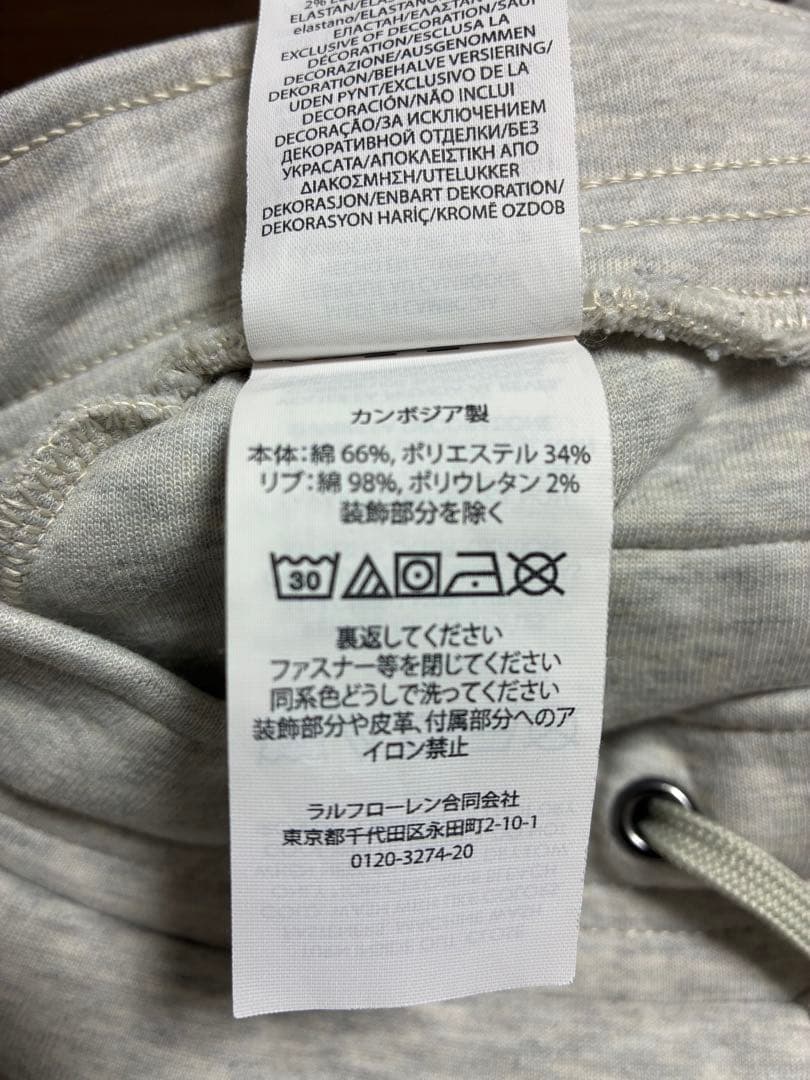 ELASTAN/ELAS
elastano/ELASTANO
ΕΛΑΣΤΑΗ/ΕΛΑΣΤΑΝ
EXCLUSIVE OF DECORATION/SAUF
DÉCORATION/ESCLUSA LA
DECORAZIONE/AUSGENOMMEN
DEKORATION/BEHALVE VERSIERING/
UDEN PYNT/EXCLUSIVO DE LA
DECORACIÓN/NÃO INCLUI
DECORAÇÃO/ЗА ИСКЛЮЧЕНИЕМ
ДЕКОРАТИВНОЙ ОТДЕЛКИ/БЕЗ
УКРАСАТА/ΑΠΟΚΛΕΙΣΤΙΚΗ ΑΠΟ
ΔΙΑΚΟΣΜΗΣΗ/UTELUKKER
DEKORASJON/ENBART DEKORATION/
DEKORASYON HARİÇ/KROMĚ OZDOB
カンボジア製
本体：綿 66%, ポリエステル 34%
リブ：綿 98%, ポリウレタン 2%
装飾部分を除く
30
裏返してください
ファスナー等を閉じてください
同系色どうしで洗ってください
装飾部分や皮革、付属部分へのア
イロン禁止
ラルフローレン合同会社
東京都千代田区永田町2-10-1
0120-3274-20